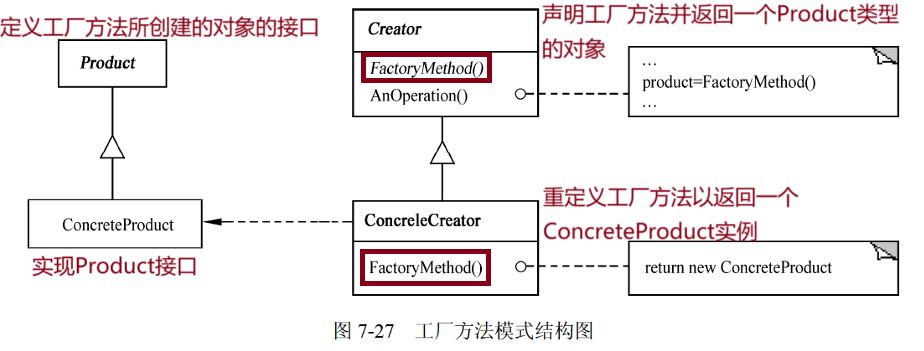 定义工厂方法所创建的对象的接口
Product
ConcreteProduct
实现Product接口
Creator
FactoryMethod()
AnOperation()
声明工厂方法并返回一个Product类型
的对象
...
product=FactoryMethod()
...
ConcreleCreator
FactoryMethod()
重定义工厂方法以返回一个
ConcreteProduct实例
return new ConcreteProduct
图 7-27 工厂方法模式结构图